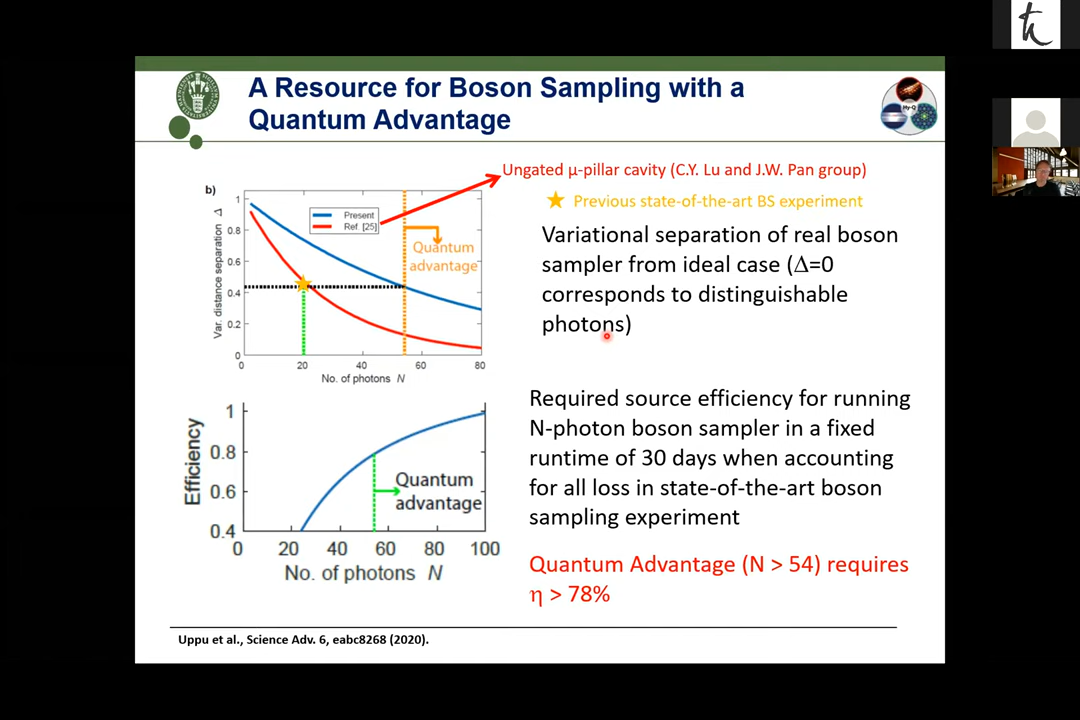 A Resource for Boson Sampling with a
Quantum Advantage
Hy-Q
Ungated µ-pillar cavity (C.Y. Lu and J.W. Pan group)
Previous state-of-the-art BS experiment
b)
Var. distance separation Δ
1
0.8
0.6
0.4
0.2
0
Present
Ref. [25]
Quantum
advantage
0 20 40 60 80
No. of photons N
Variational separation of real boson
sampler from ideal case (Δ=0
corresponds to distinguishable
photons)
Efficiency
1
0.8
0.6
0.4
Quantum
advantage
0 20 40 60 80 100
No. of photons N
Required source efficiency for running
N-photon boson sampler in a fixed
runtime of 30 days when accounting
for all loss in state-of-the-art boson
sampling experiment
Quantum Advantage (N > 54) requires
η > 78%
Uppu et al., Science Adv. 6, eabc8268 (2020).